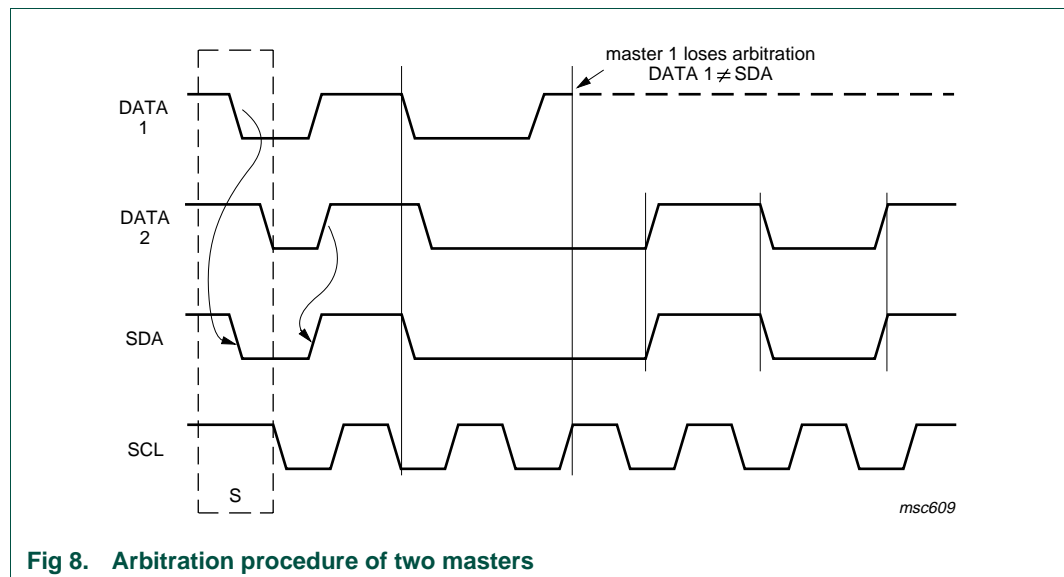 master 1 loses arbitration
DATA 1 ≠ SDA
DATA
1
DATA
2
SDA
SCL
S
msc609
Fig 8. Arbitration procedure of two masters